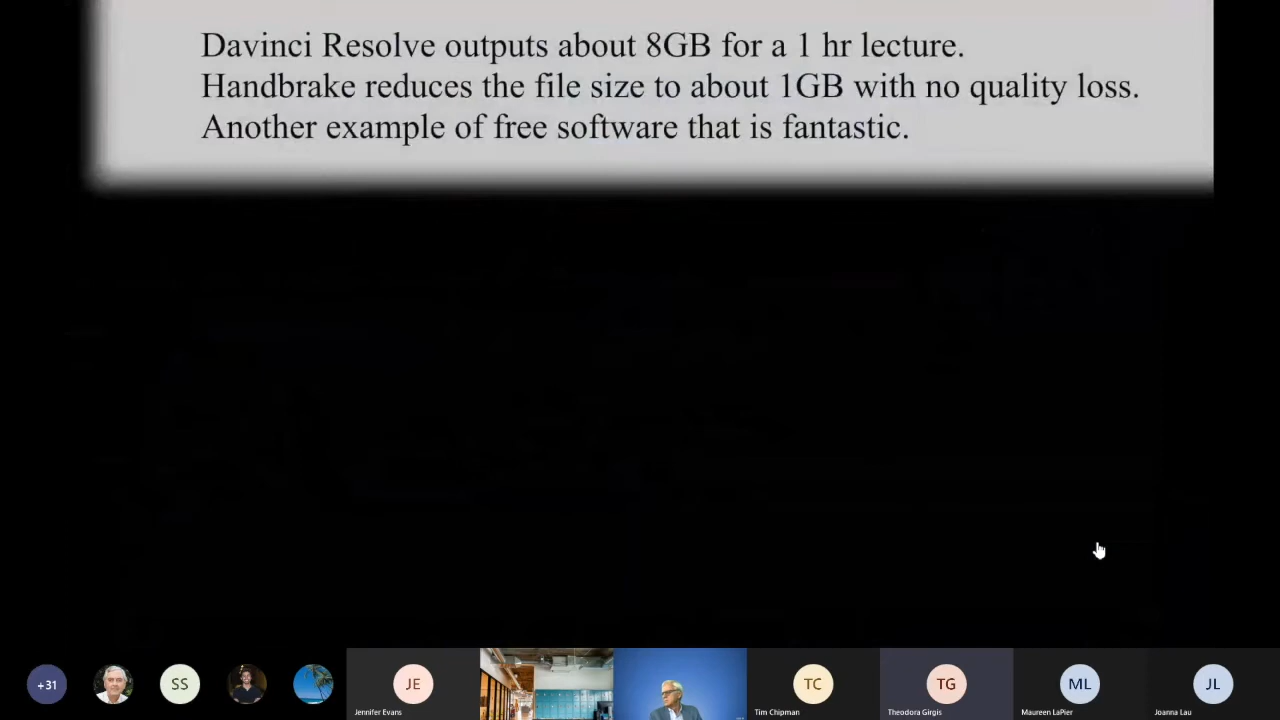 Davinci Resolve outputs about 8GB for a 1 hr lecture.
Handbrake reduces the file size to about 1GB with no quality loss.
Another example of free software that is fantastic.
+31
SS
JE
TC
TG
ML
JL
Jennifer Evans
Tim Chipman
Theodora Girgis
Maureen LaPier
Joanna Lau